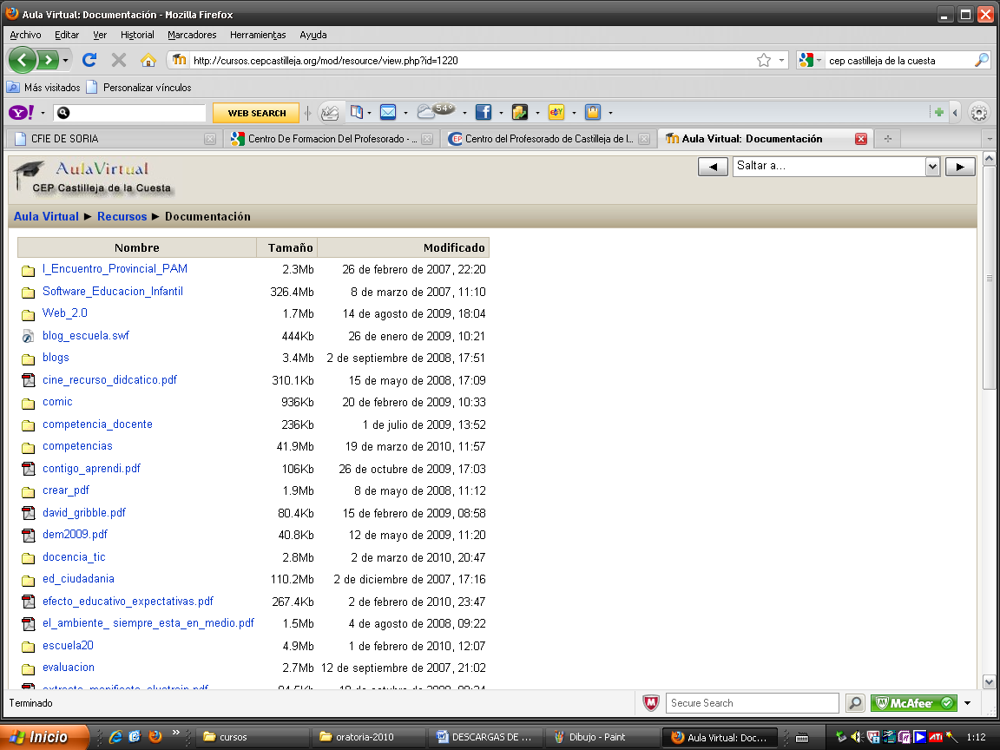 Aula Virtual: Documentación - Mozilla Firefox
Archivo Editar Ver Historial Marcadores Herramientas Ayuda
http://cursos.cepcastilleja.org/mod/resource/view.php?id=1220
cep castilleja de la cuesta
Más visitados Personalizar vínculos
Y! WEB SEARCH 54° ebY
CFIE DE SORIA
Centro De Formacion Del Profesorado - ...
Centro del Profesorado de Castilleja de l...
Aula Virtual: Documentación
AulaVirtual
CEP Castilleja de la Cuesta
◄ Saltar a... ►
Aula Virtual ► Recursos ► Documentación
Nombre Tamaño Modificado
I_Encuentro_Provincial_PAM 2.3Mb 26 de febrero de 2007, 22:20
Software_Educacion_Infantil 326.4Mb 8 de marzo de 2007, 11:10
Web_2.0 1.7Mb 14 de agosto de 2009, 18:04
blog_escuela.swf 444Kb 26 de enero de 2009, 10:21
blogs 3.4Mb 2 de septiembre de 2008, 17:51
cine_recurso_didcatico.pdf 310.1Kb 15 de mayo de 2008, 17:09
comic 936Kb 20 de febrero de 2009, 10:33
competencia_docente 236Kb 1 de julio de 2009, 13:52
competencias 41.9Mb 19 de marzo de 2010, 11:57
contigo_aprendi.pdf 106Kb 26 de octubre de 2009, 17:03
crear_pdf 1.9Mb 8 de mayo de 2008, 11:12
david_gribble.pdf 80.4Kb 15 de febrero de 2009, 08:58
dem2009.pdf 40.8Kb 12 de mayo de 2009, 11:20
docencia_tic 2.8Mb 2 de marzo de 2010, 20:47
ed_ciudadania 110.2Mb 2 de diciembre de 2007, 17:16
efecto_educativo_expectativas.pdf 267.4Kb 2 de febrero de 2010, 23:47
el_ambiente_ siempre_esta_en_medio.pdf 1.5Mb 4 de agosto de 2008, 09:22
escuela20 4.9Mb 1 de febrero de 2010, 12:07
evaluacion 2.7Mb 12 de septiembre de 2007, 21:02
Terminado
Secure Search
McAfee
Inicio
cursos
oratoria-2010
DESCARGAS DE ...
Dibujo - Paint
Aula Virtual: Doc...
ATI
1:12